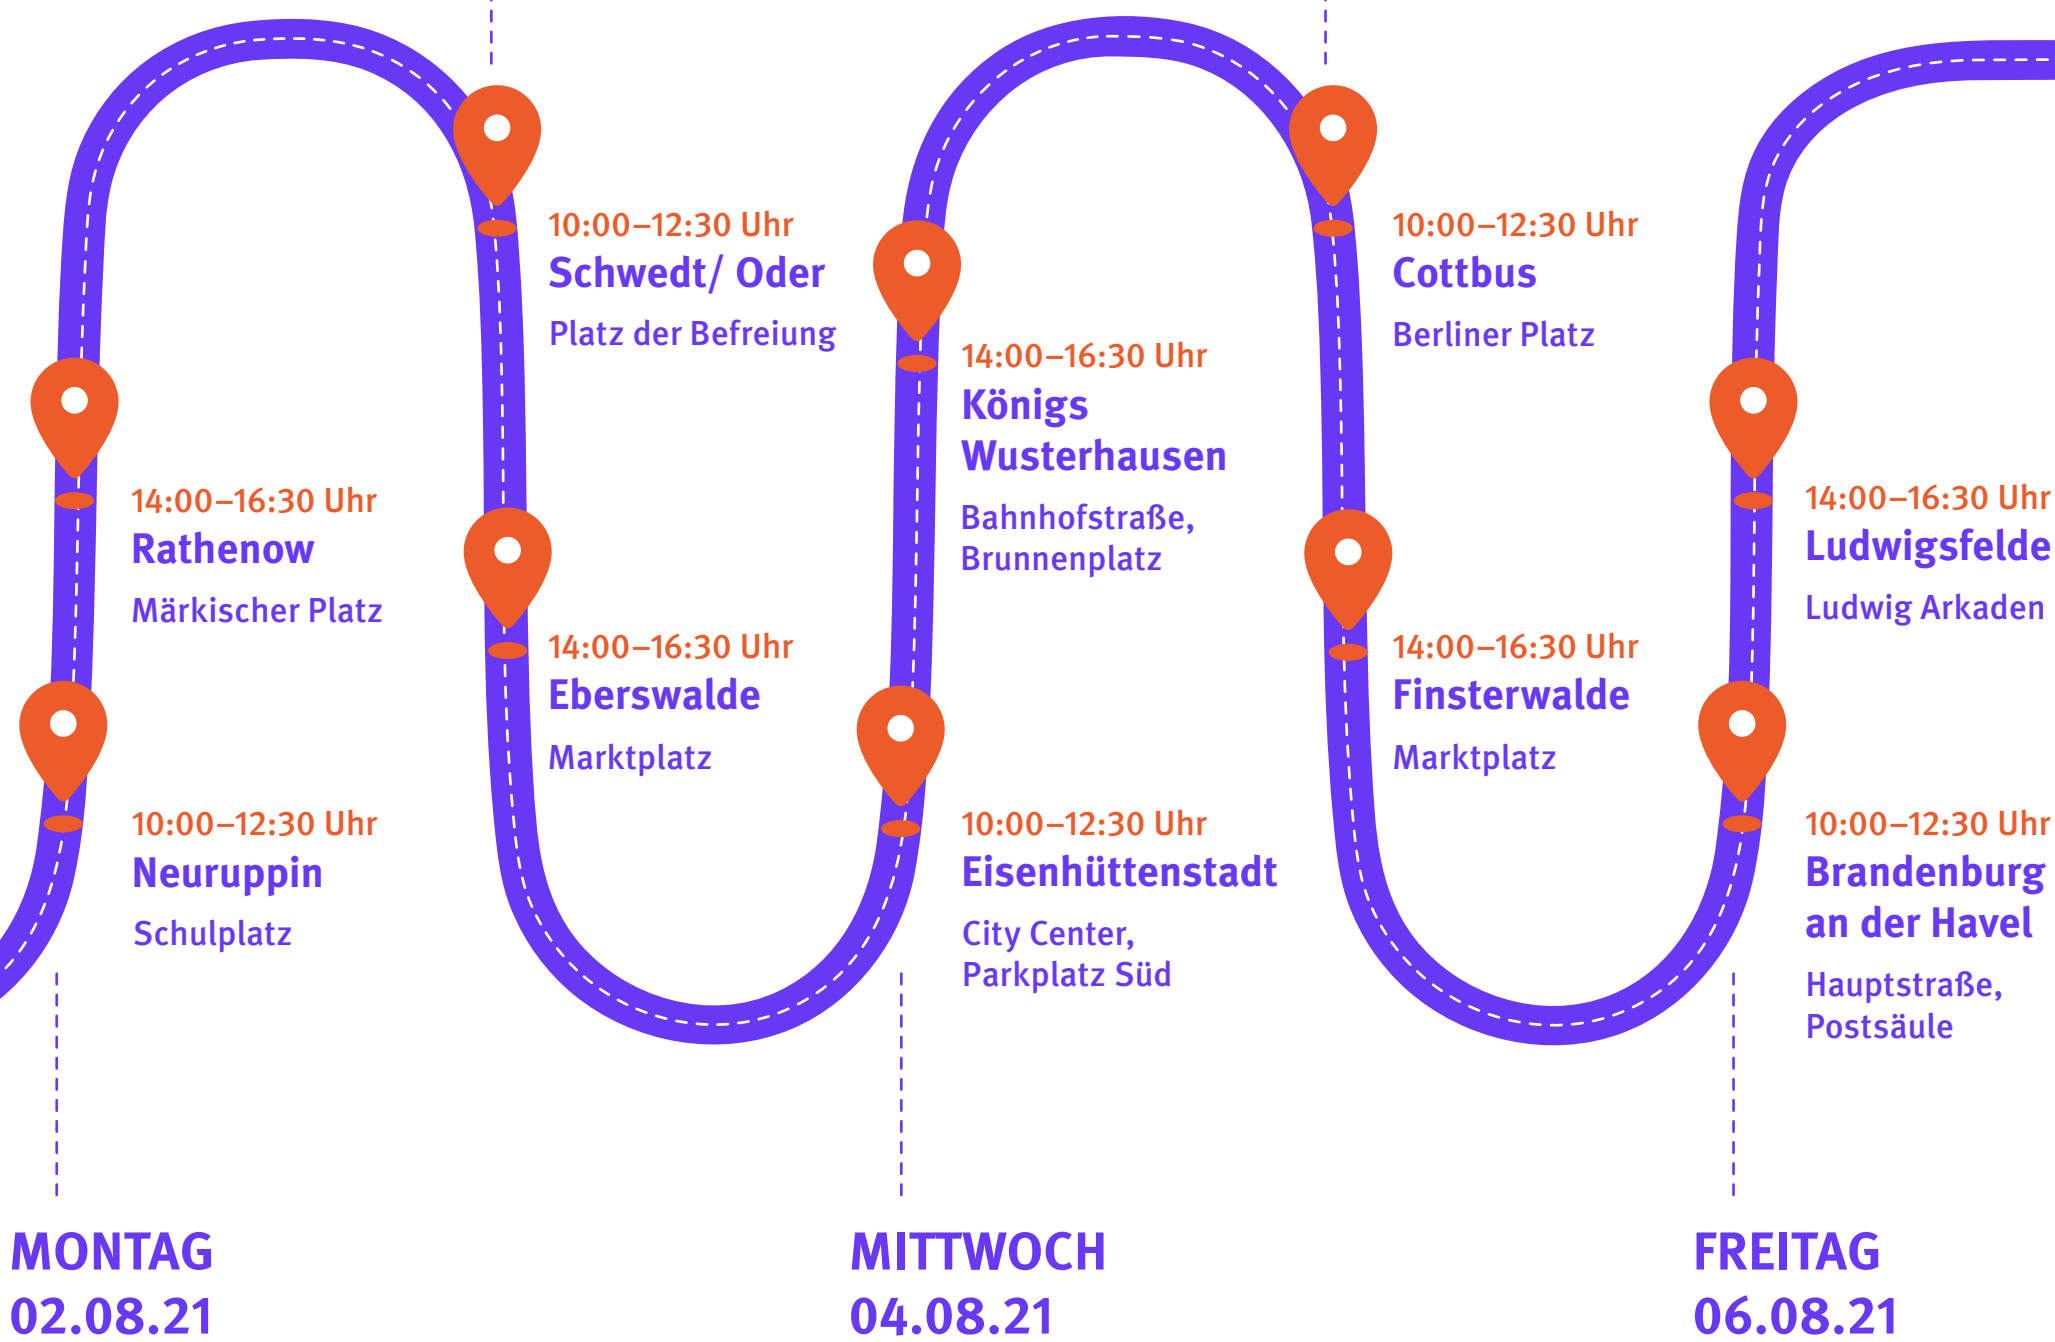 14:00–16:30 Uhr
Rathenow
Märkischer Platz
10:00–12:30 Uhr
Neuruppin
Schulplatz
MONTAG
02.08.21
10:00–12:30 Uhr
Schwedt/ Oder
Platz der Befreiung
14:00–16:30 Uhr
Eberswalde
Marktplatz
14:00–16:30 Uhr
Königs
Wusterhausen
Bahnhofstraße,
Brunnenplatz
10:00–12:30 Uhr
Eisenhüttenstadt
City Center,
Parkplatz Süd
MITTWOCH
04.08.21
10:00–12:30 Uhr
Cottbus
Berliner Platz
14:00–16:30 Uhr
Finsterwalde
Marktplatz
14:00–16:30 Uhr
Ludwigsfelde
Ludwig Arkaden
10:00–12:30 Uhr
Brandenburg
an der Havel
Hauptstraße,
Postsäule
FREITAG
06.08.21